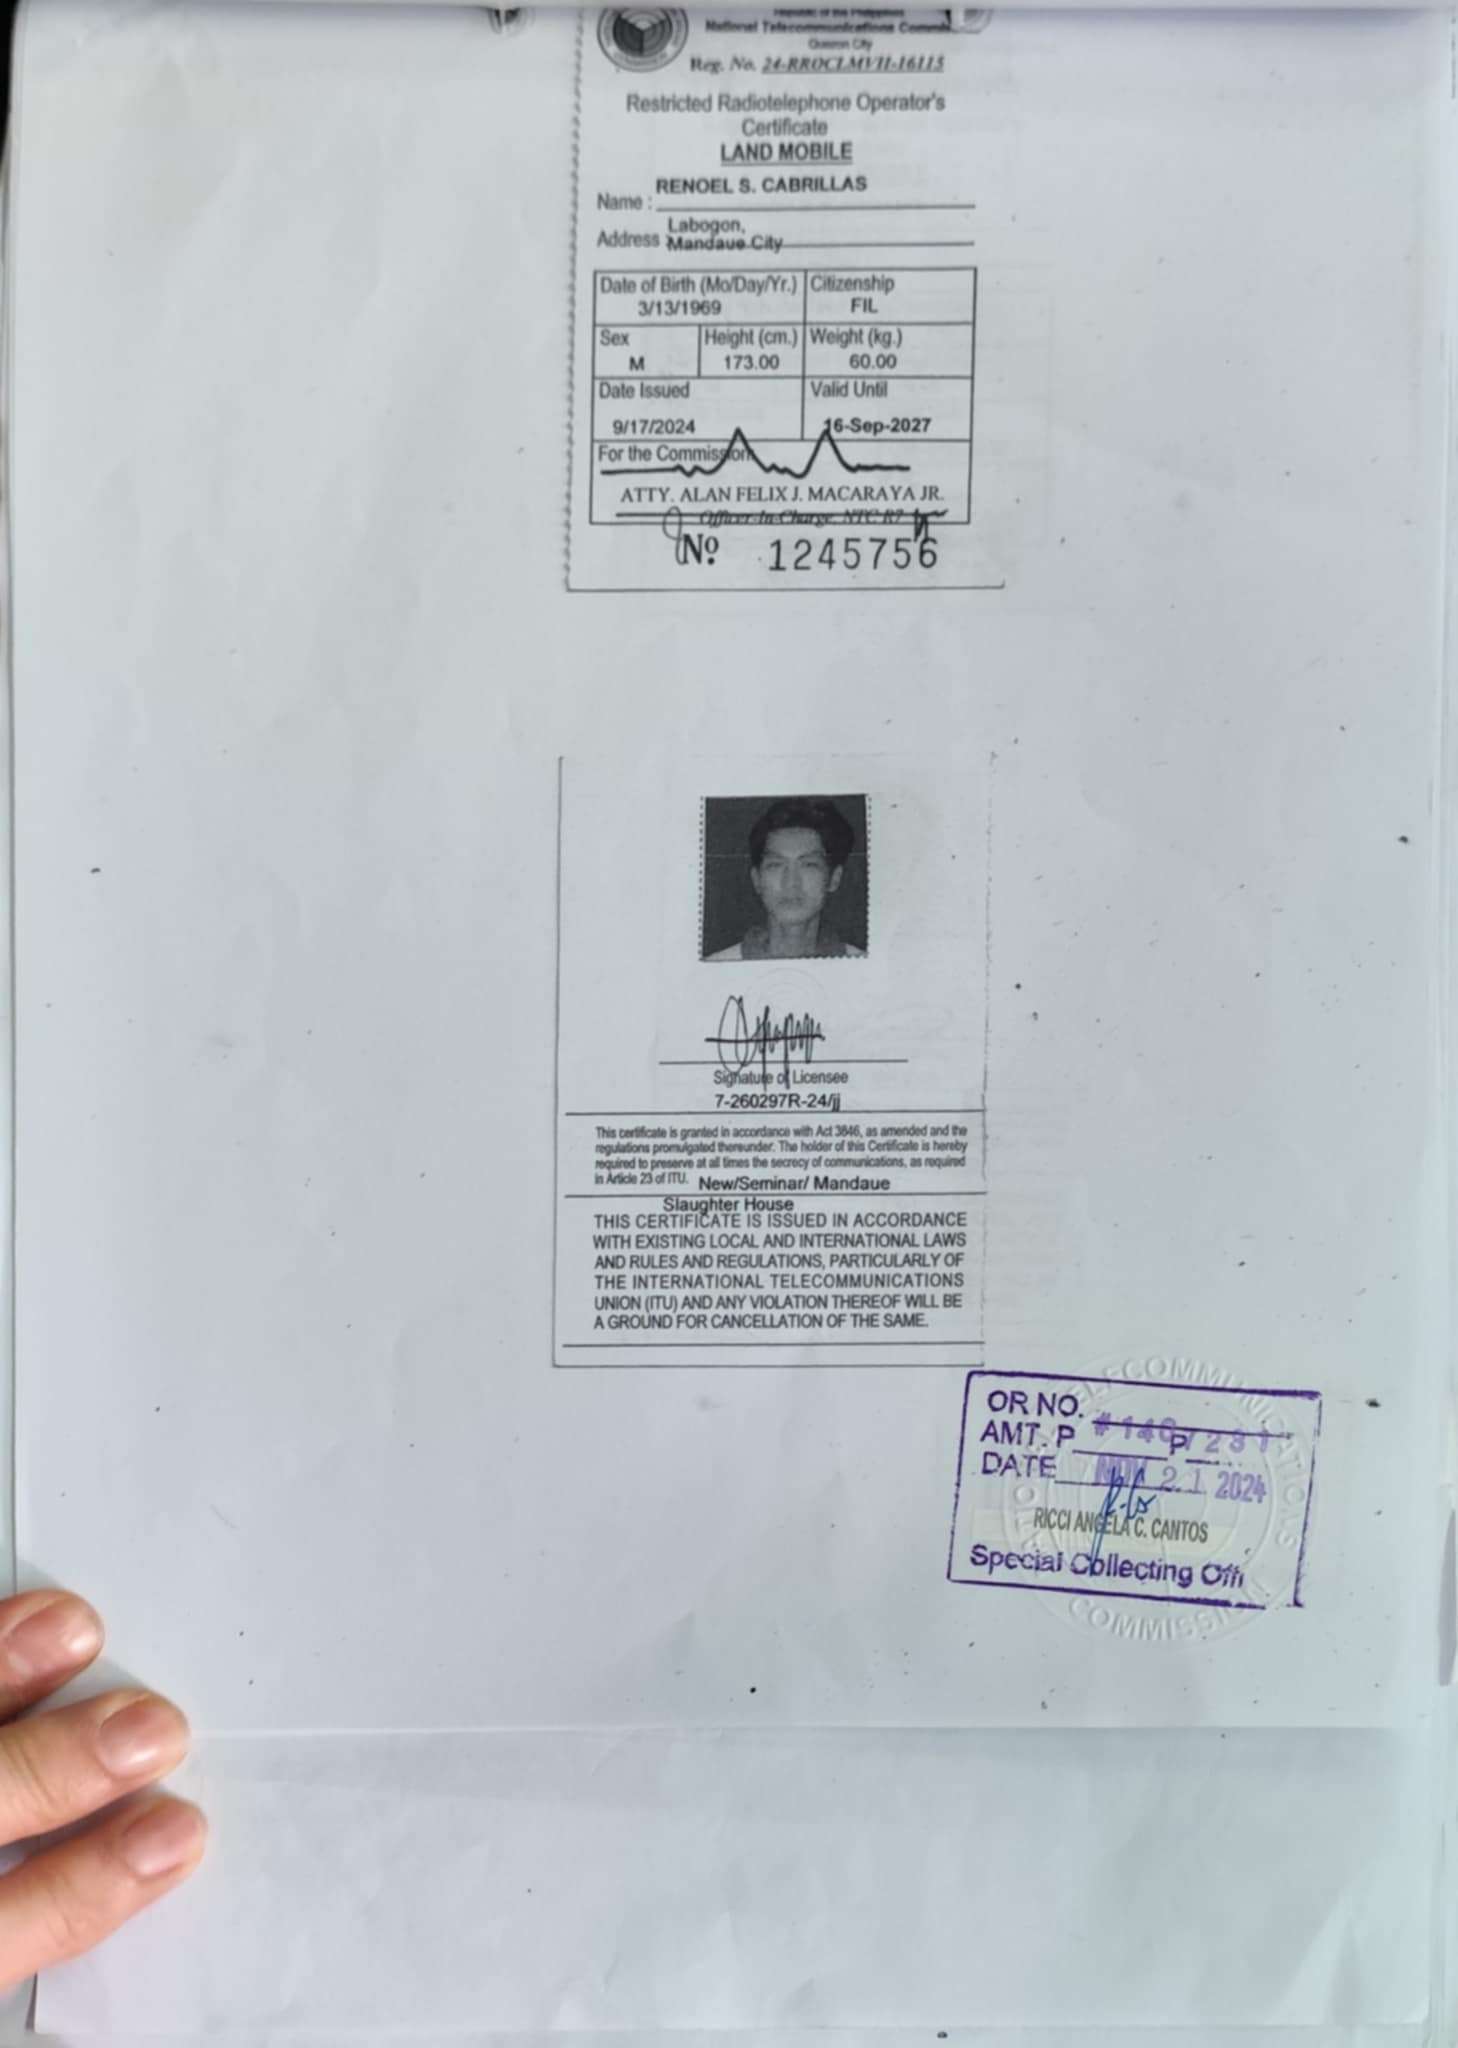 Republic of the Philippines
National Telecommunications Commis
Quezon City
Reg. No. 24-RROCLMVII-16115
Restricted Radiotelephone Operator's
Certificate
LAND MOBILE
Name : RENOEL S. CABRILLAS
Address : Labogon,
Mandaue City
Date of Birth (Mo/Day/Yr.) Citizenship
3/13/1969 FIL
Sex Height (cm.) Weight (kg.)
M 173.00 60.00
Date Issued Valid Until
9/17/2024 16-Sep-2027
For the Commission
ATTY. ALAN FELIX J. MACARAYA JR.
Officer-In-Charge, NTC-R7
Nº 1245756
Signature of Licensee
7-260297R-24/jj
This certificate is granted in accordance with Act 3846, as amended and the
regulations promulgated thereunder. The holder of this Certificate is hereby
required to preserve at all times the secrecy of communications, as required
in Article 23 of ITU. New/Seminar/ Mandaue
Slaughter House
THIS CERTIFICATE IS ISSUED IN ACCORDANCE
WITH EXISTING LOCAL AND INTERNATIONAL LAWS
AND RULES AND REGULATIONS, PARTICULARLY OF
THE INTERNATIONAL TELECOMMUNICATIONS
UNION (ITU) AND ANY VIOLATION THEREOF WILL BE
A GROUND FOR CANCELLATION OF THE SAME.
OR NO.
AMT. P P
DATE NOV 21 2024
RICCI ANGELA C. CANTOS
Special Collecting Offi
TELECOMMUNICATIONS
COMMISSION